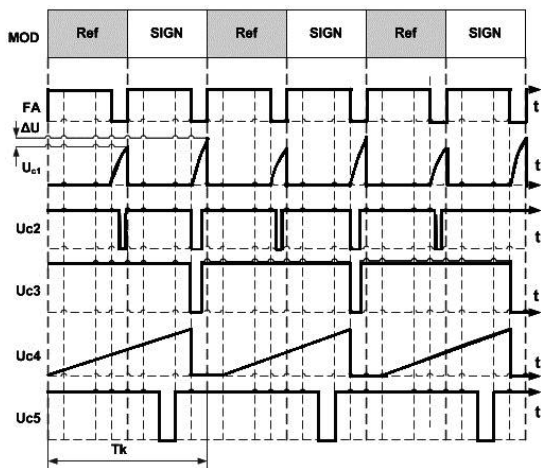 MOD Ref SIGN Ref SIGN Ref SIGN
FA t
ΔU
Uc1 t
Uc2 t
Uc3 t
Uc4 t
Uc5 t
Tk